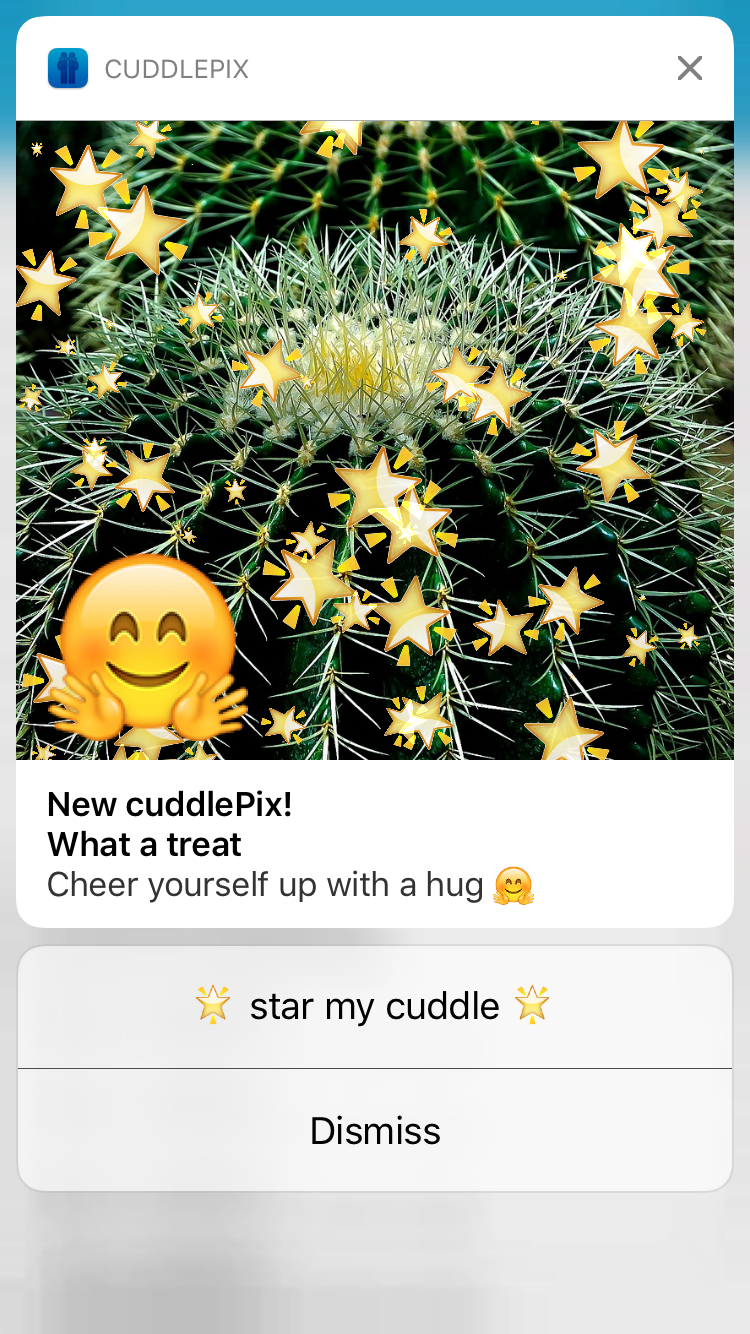 CUDDLEPIX
New cuddlePix!
What a treat
Cheer yourself up with a hug 🤗
🌟 star my cuddle 🌟
Dismiss